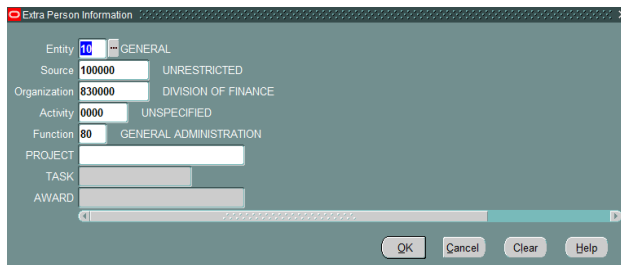 Extra Person Information
Entity 10 ... GENERAL
Source 100000 UNRESTRICTED
Organization 830000 DIVISION OF FINANCE
Activity 0000 UNSPECIFIED
Function 80 GENERAL ADMINISTRATION
PROJECT
TASK
AWARD
OK Cancel Clear Help